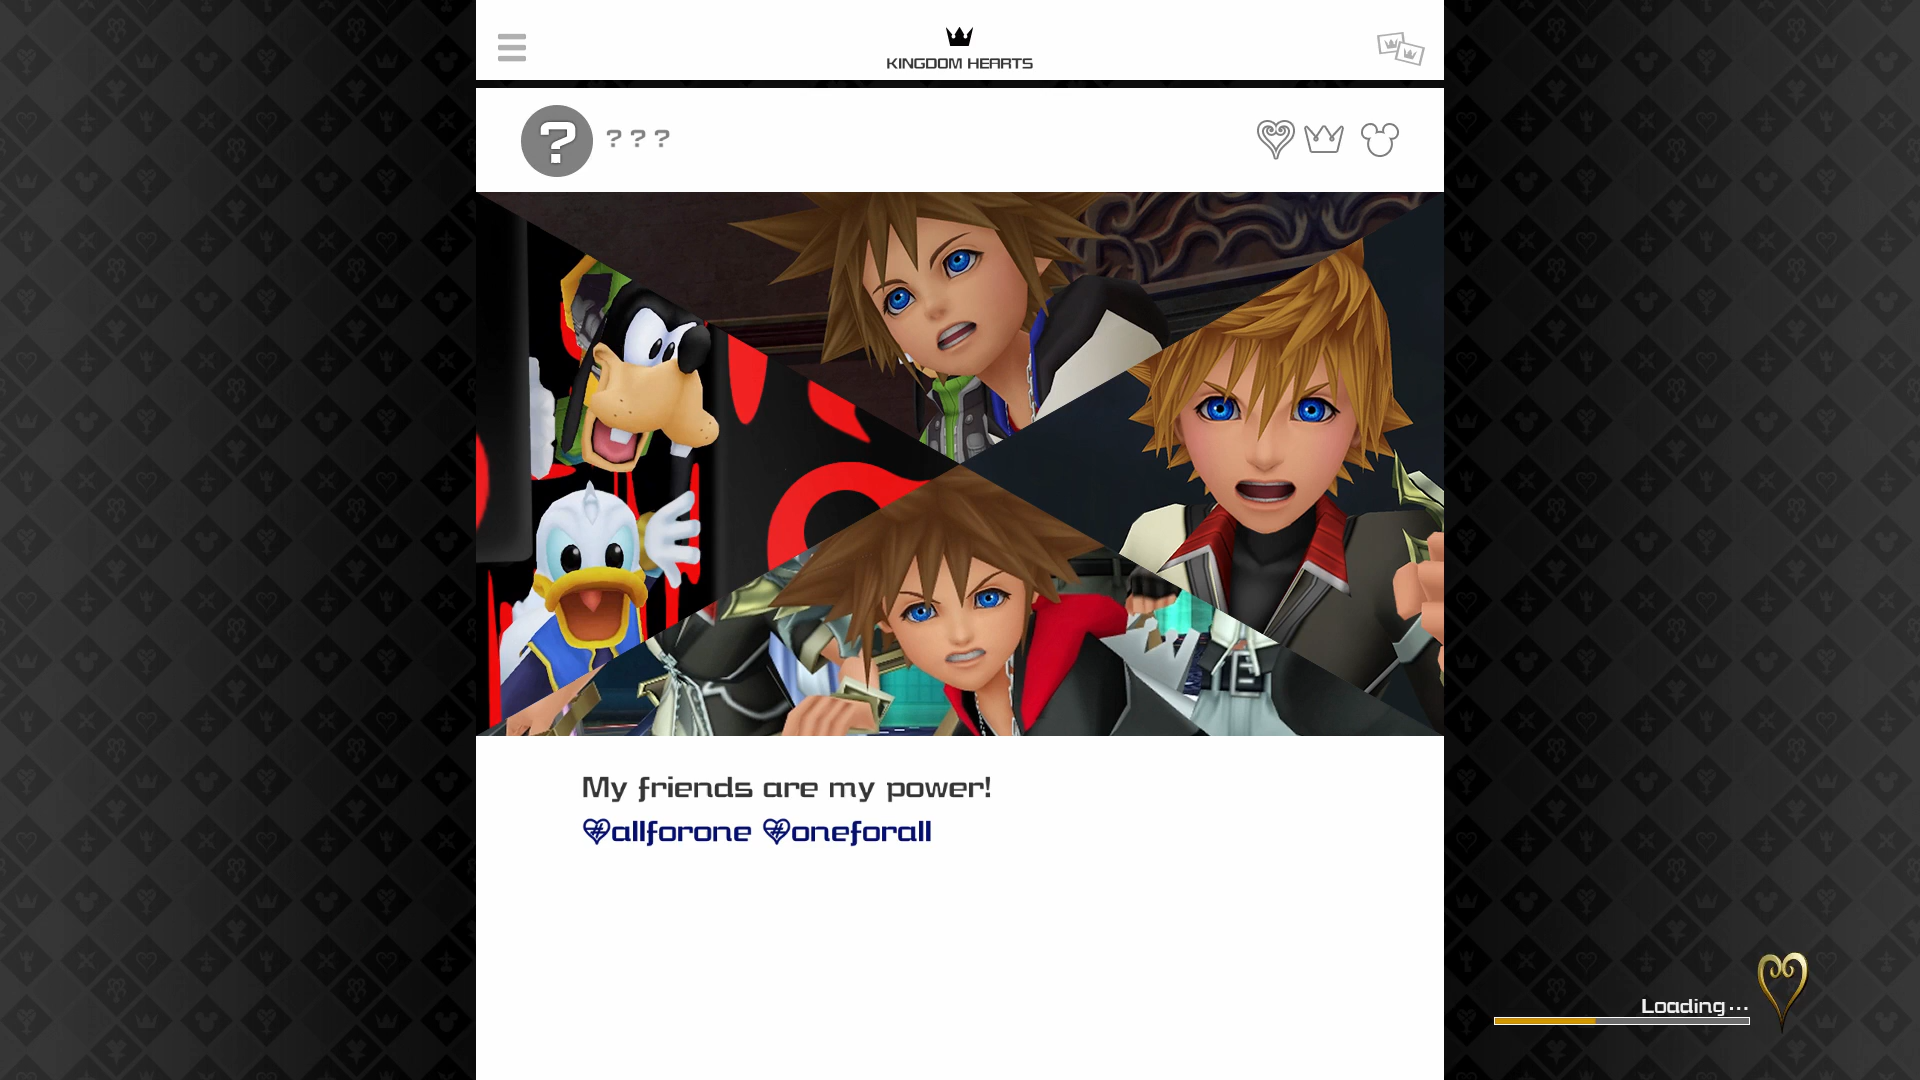 KINGDOM HEARTS
?
? ? ?
My friends are my power!
#allforone #oneforall
Loading...